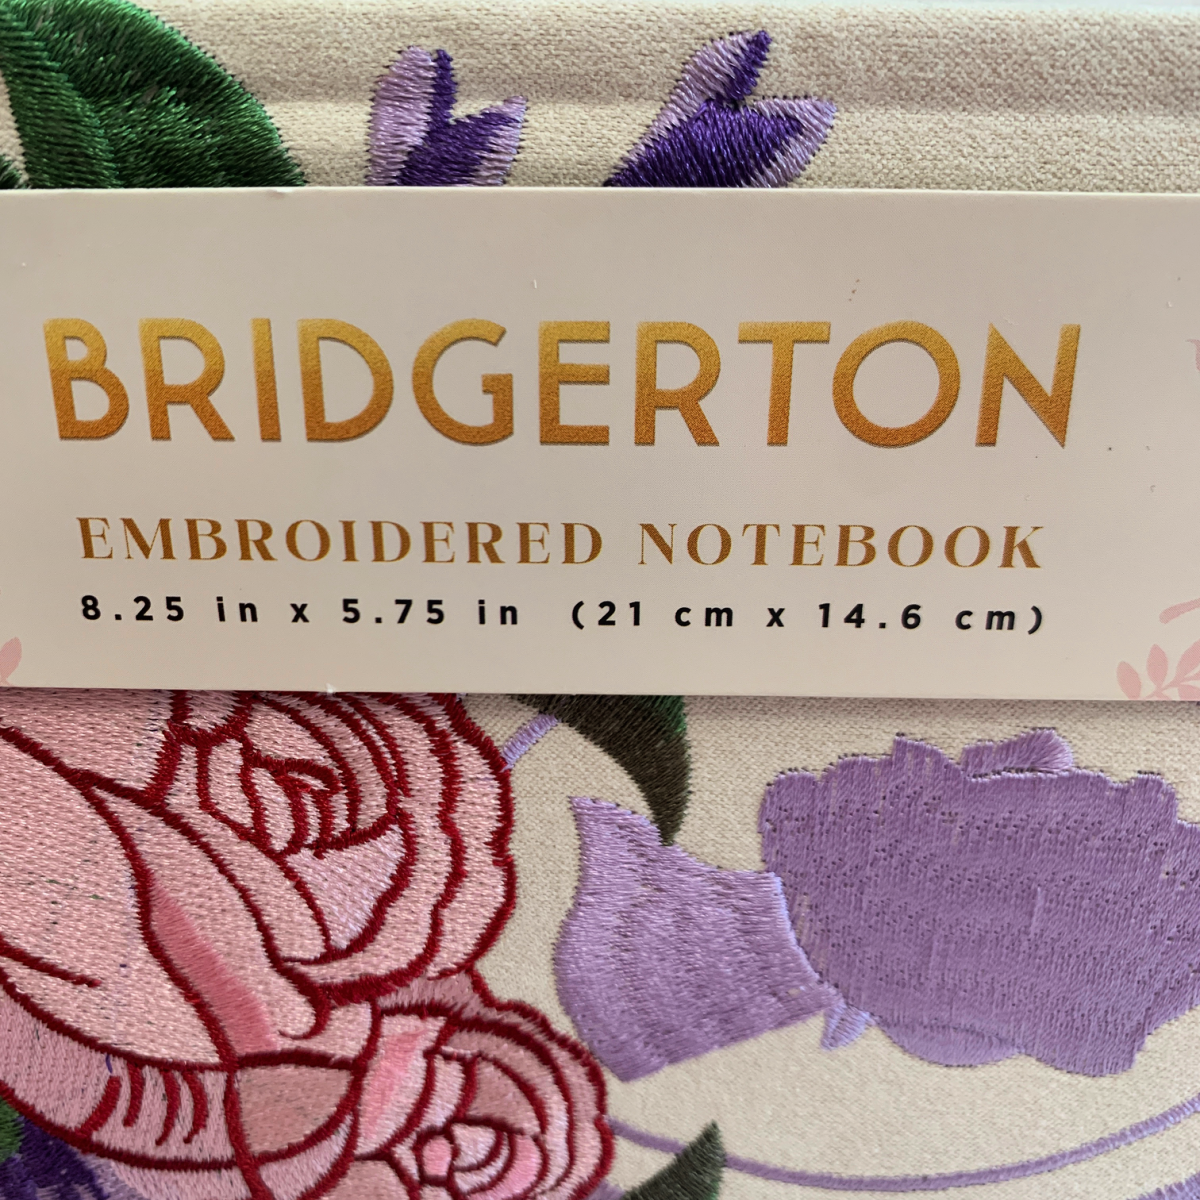 BRIDGERTON
EMBROIDERED NOTEBOOK
8.25 in x 5.75 in (21 cm x 14.6 cm)